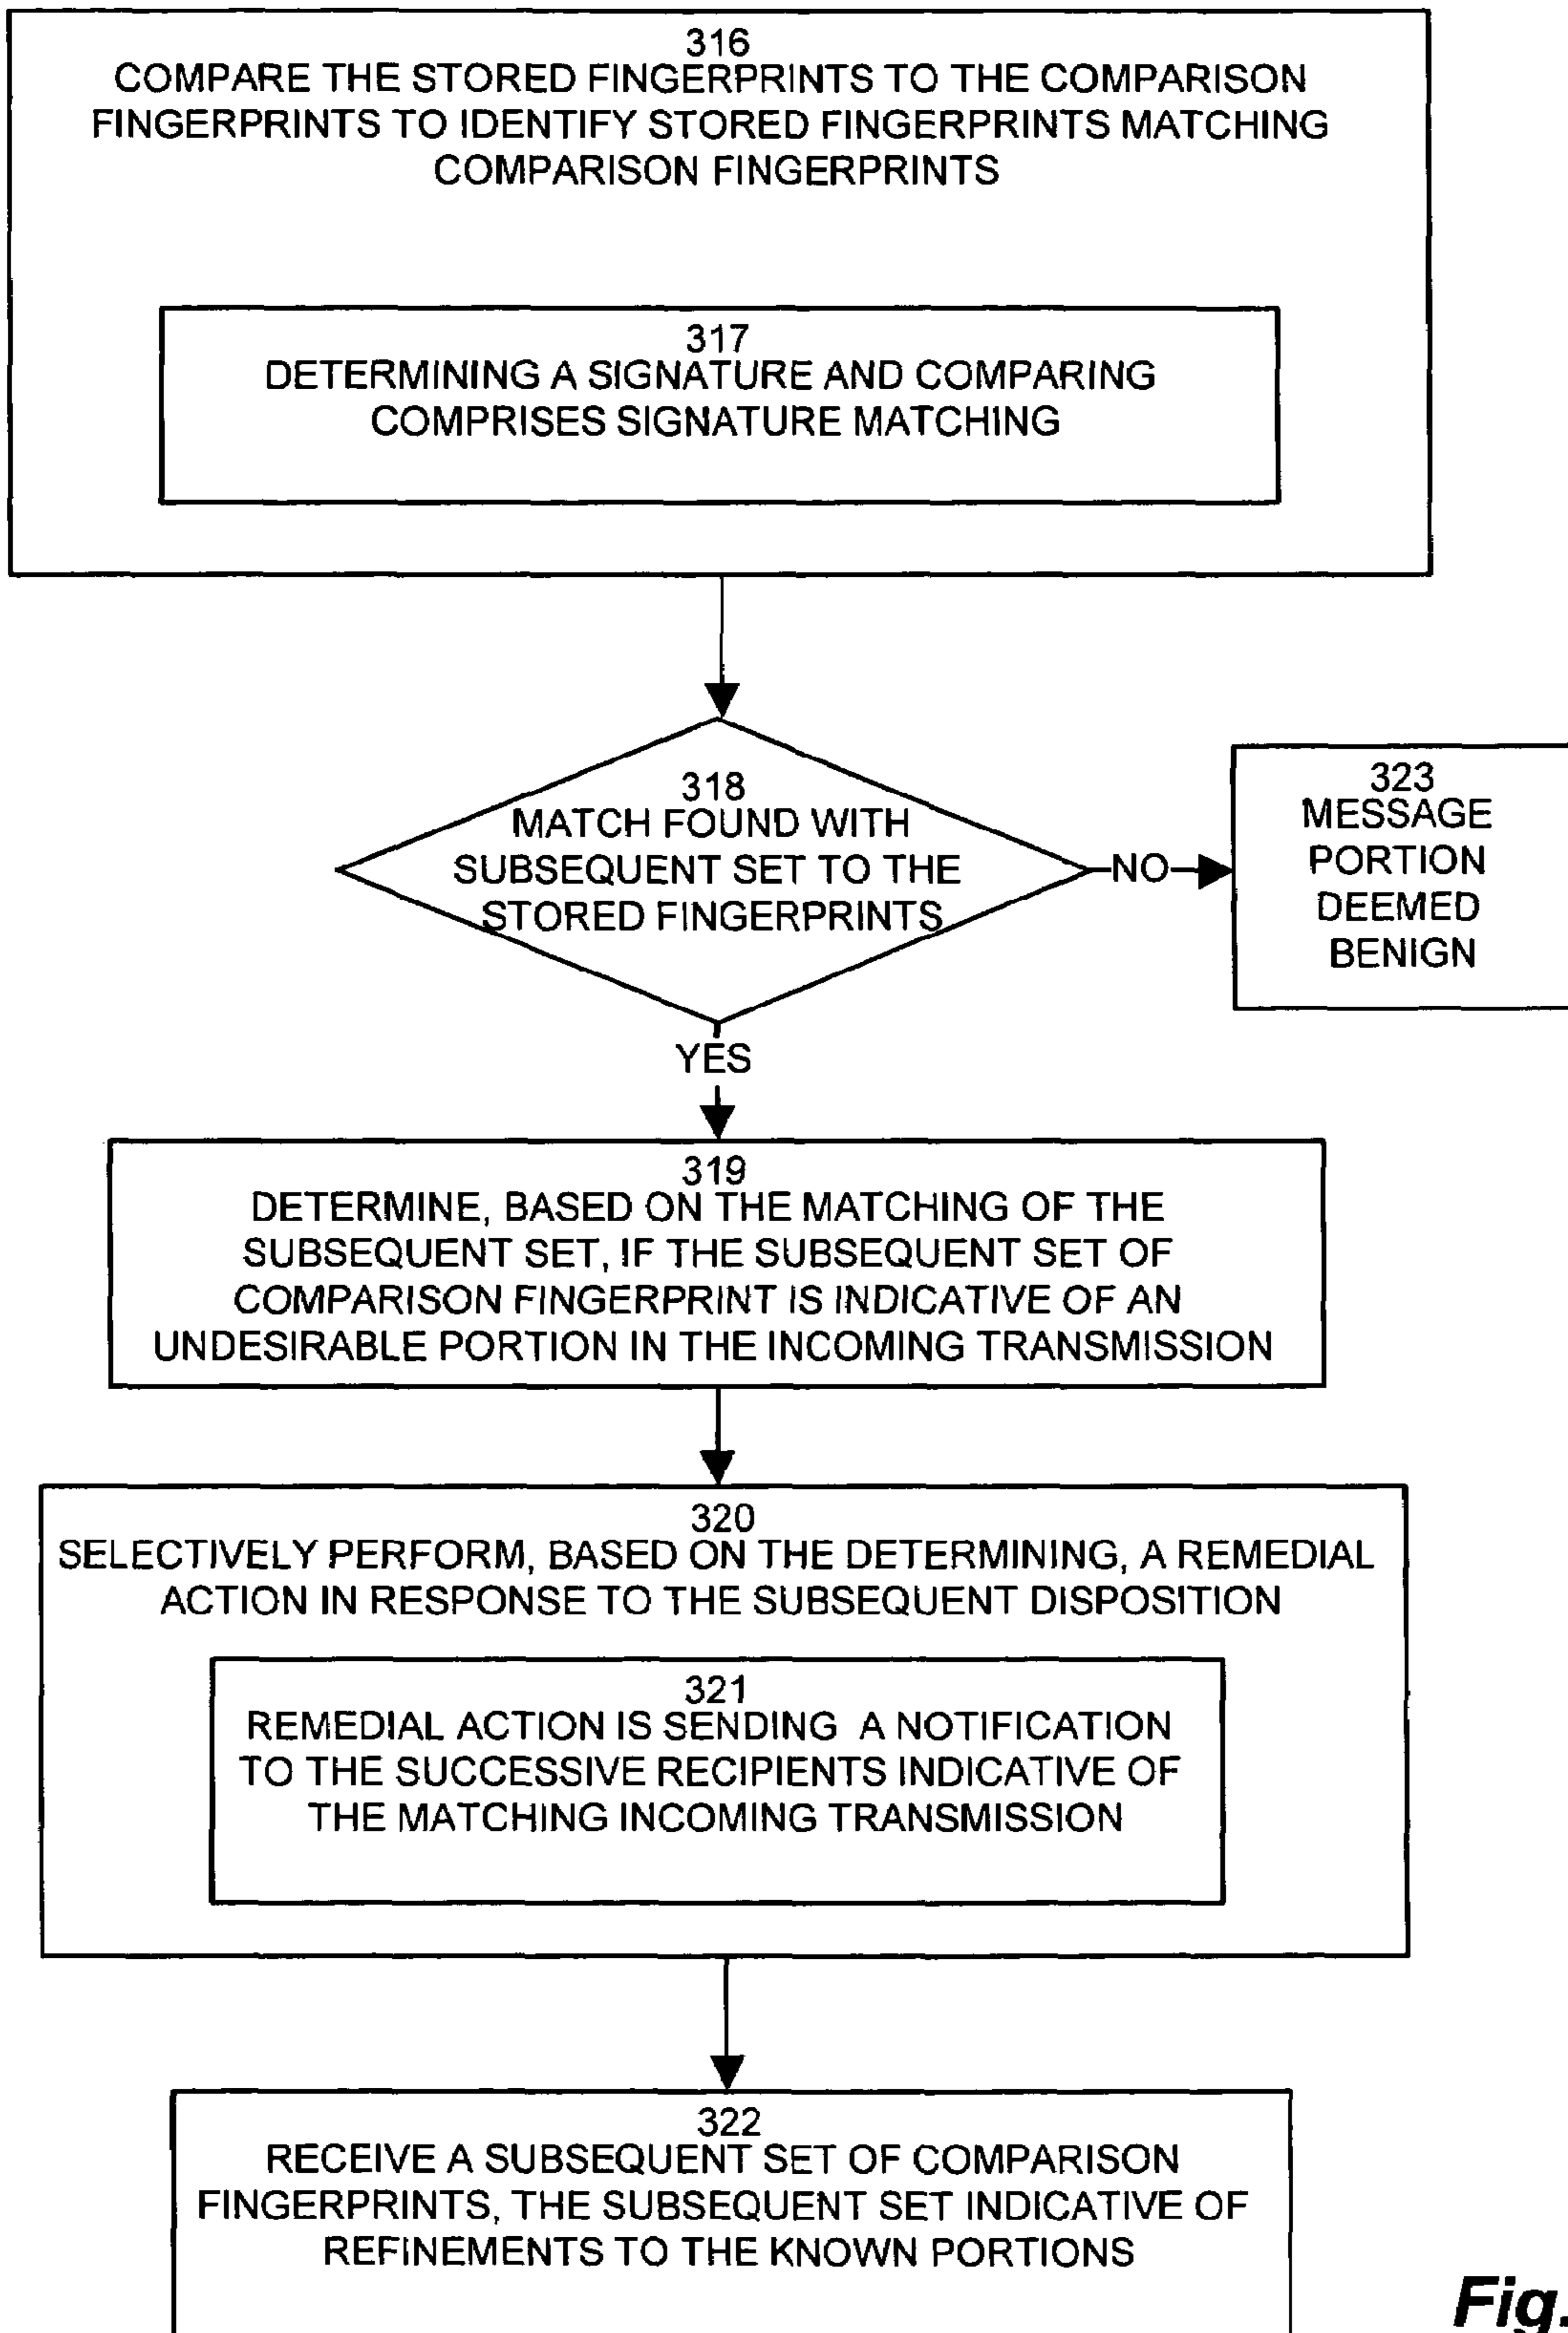 316
COMPARE THE STORED FINGERPRINTS TO THE COMPARISON
FINGERPRINTS TO IDENTIFY STORED FINGERPRINTS MATCHING
COMPARISON FINGERPRINTS
317
DETERMINING A SIGNATURE AND COMPARING
COMPRISES SIGNATURE MATCHING
318
MATCH FOUND WITH
SUBSEQUENT SET TO THE
STORED FINGERPRINTS
NO
323
MESSAGE
PORTION
DEEMED
BENIGN
YES
319
DETERMINE, BASED ON THE MATCHING OF THE
SUBSEQUENT SET, IF THE SUBSEQUENT SET OF
COMPARISON FINGERPRINT IS INDICATIVE OF AN
UNDESIRABLE PORTION IN THE INCOMING TRANSMISSION
320
SELECTIVELY PERFORM, BASED ON THE DETERMINING, A REMEDIAL
ACTION IN RESPONSE TO THE SUBSEQUENT DISPOSITION
321
REMEDIAL ACTION IS SENDING A NOTIFICATION
TO THE SUCCESSIVE RECIPIENTS INDICATIVE OF
THE MATCHING INCOMING TRANSMISSION
322
RECEIVE A SUBSEQUENT SET OF COMPARISON
FINGERPRINTS, THE SUBSEQUENT SET INDICATIVE OF
REFINEMENTS TO THE KNOWN PORTIONS
Fig.